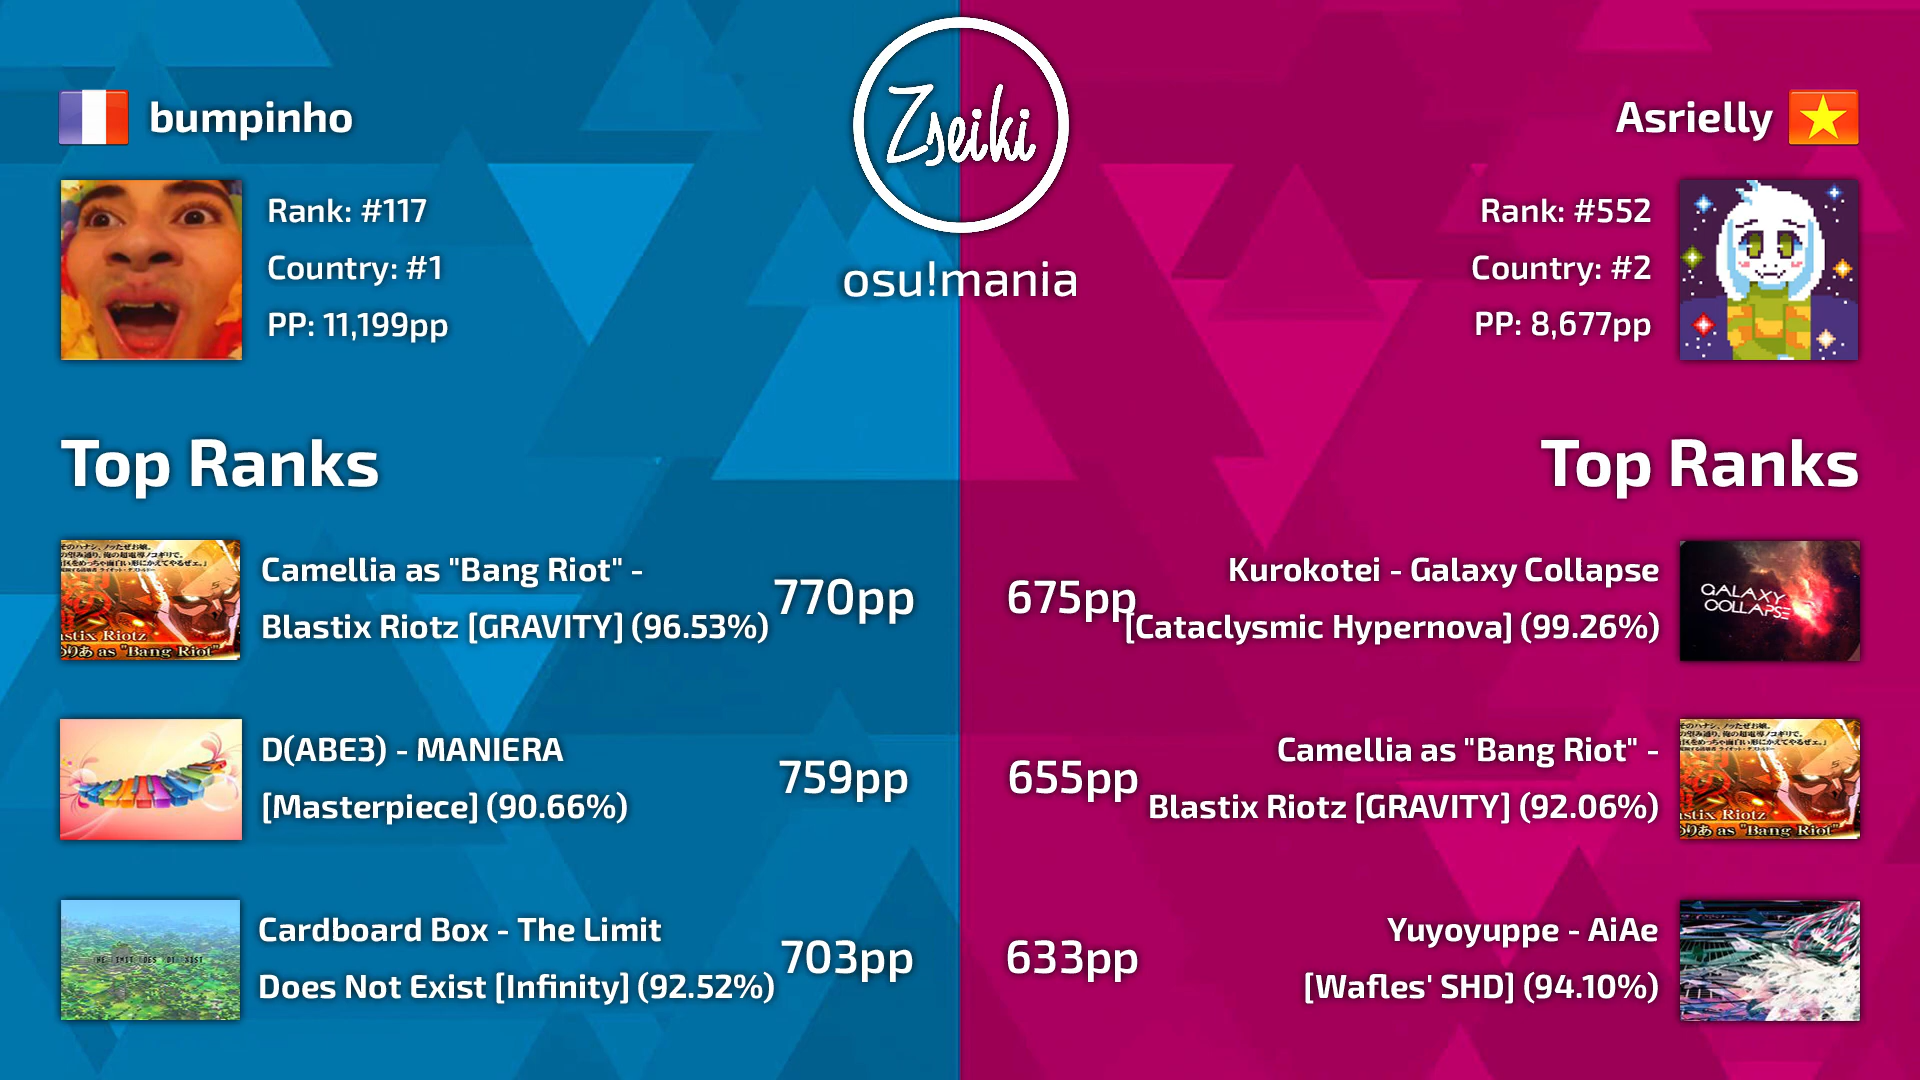 Zseiki
osu!mania
bumpinho
Rank: #117
Country: #1
PP: 11,199pp
Top Ranks
Camellia as "Bang Riot" -
Blastix Riotz [GRAVITY] (96.53%)
770pp
D(ABE3) - MANIERA
[Masterpiece] (90.66%)
759pp
Cardboard Box - The Limit
Does Not Exist [Infinity] (92.52%)
703pp
Asrielly
Rank: #552
Country: #2
PP: 8,677pp
Top Ranks
675pp
Kurokotei - Galaxy Collapse
[Cataclysmic Hypernova] (99.26%)
GALAXY
COLLAPSE
655pp
Camellia as "Bang Riot" -
Blastix Riotz [GRAVITY] (92.06%)
633pp
Yuyoyuppe - AiAe
[Wafles' SHD] (94.10%)